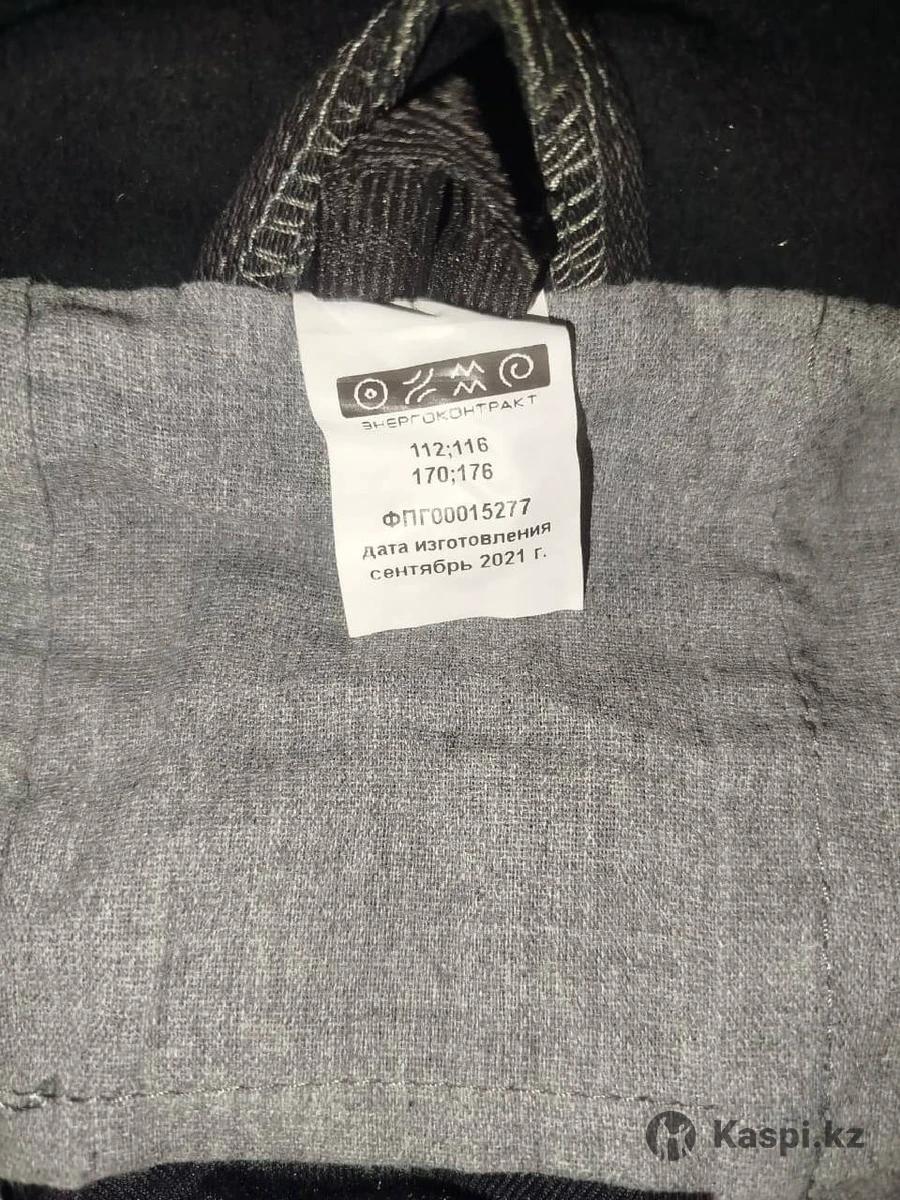 ЭНЕРГОКОНТРАКТ
112;116
170;176
ФПГ00015277
дата изготовления
сентябрь 2021 г.
Kaspi.kz